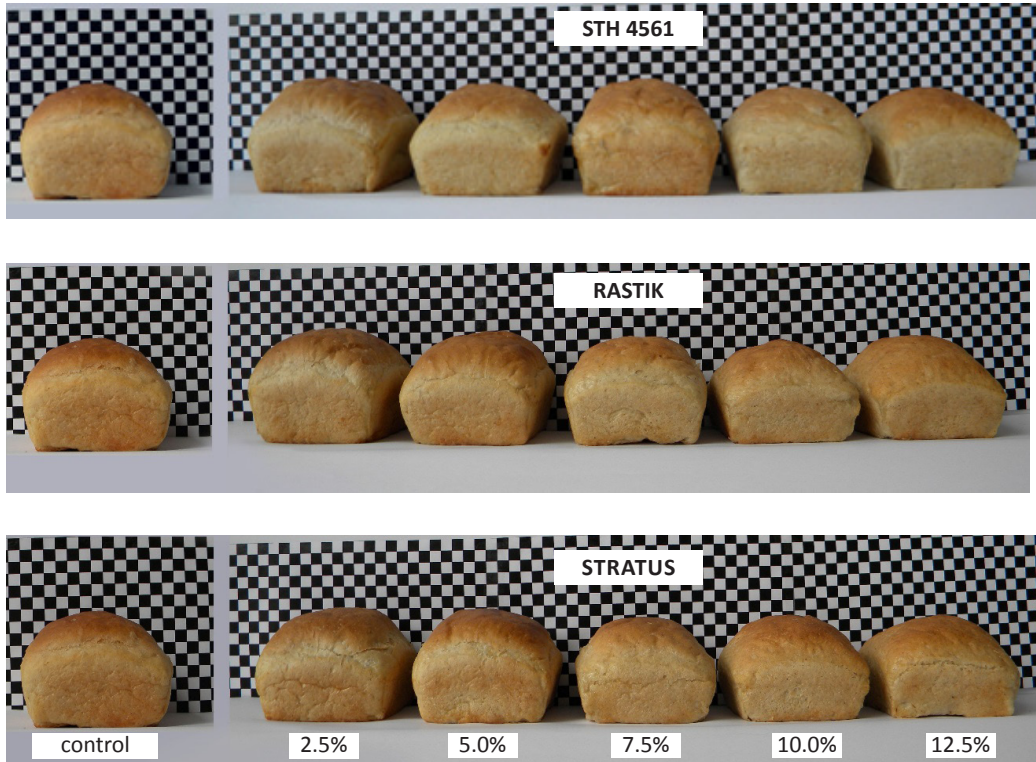 STH 4561
RASTIK
STRATUS
control
2.5%
5.0%
7.5%
10.0%
12.5%